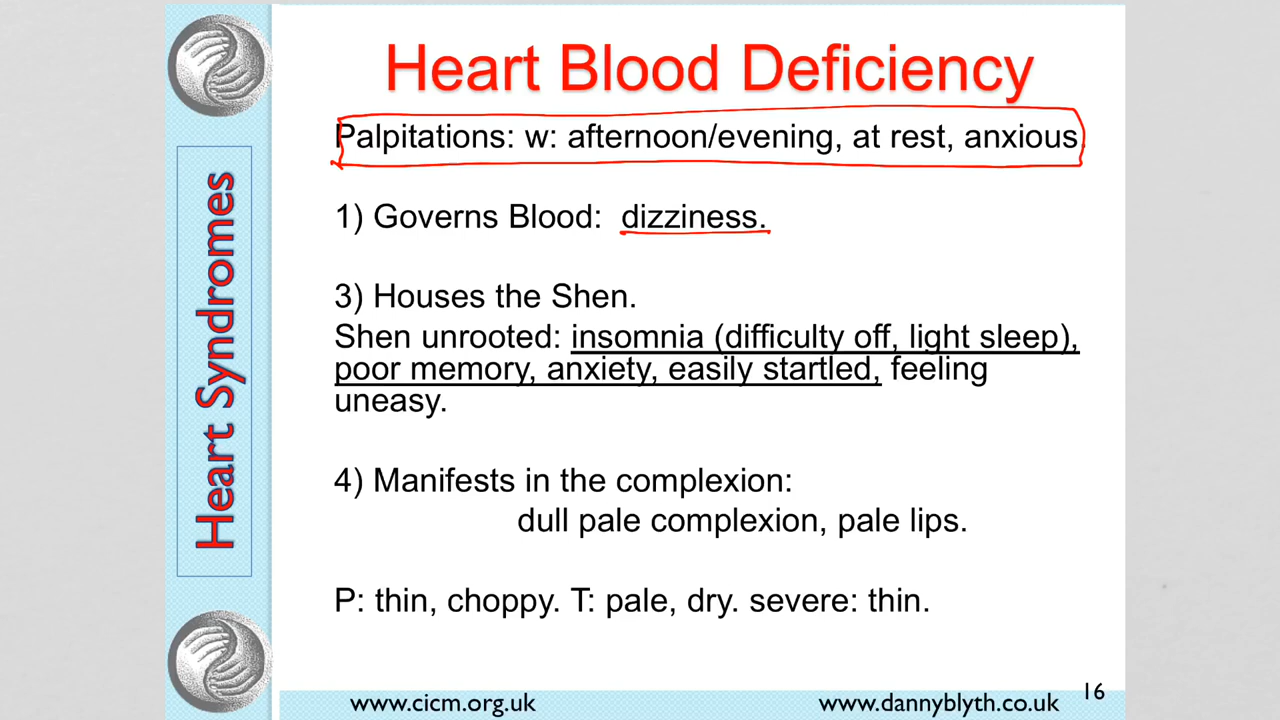 Heart Blood Deficiency
Palpitations: w: afternoon/evening, at rest, anxious.
1) Governs Blood: dizziness.
3) Houses the Shen.
Shen unrooted: insomnia (difficulty off, light sleep),
poor memory, anxiety, easily startled, feeling
uneasy.
4) Manifests in the complexion:
dull pale complexion, pale lips.
P: thin, choppy. T: pale, dry. severe: thin.
Heart Syndromes
www.cicm.org.uk
www.dannyblyth.co.uk
16